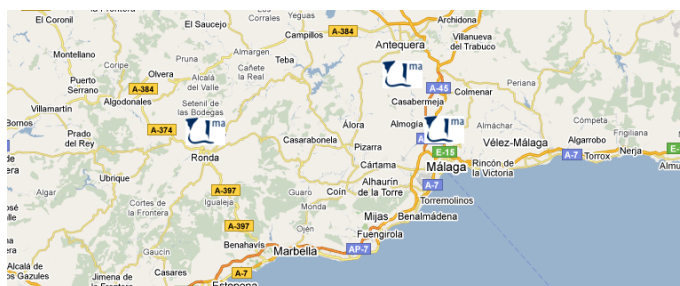 El Coronil
El Saucejo
Corrales
Yeguas
Archidona
Campillos
A-384
Villanueva
del Trabuco
Antequera
Montellano
Coripe
Pruna
Almargen
Teba
Cañete
la Real
ma
Puerto
Serrano
Olvera
Alcalá
del Valle
A-384
A-45
Colmenar
Periana
Villamartin
Algodonales
Setenil de
las Bodegas
Casabermeja
Bornos
Prado
del Rey
A-374
ma
Álora
Almogía
ma
Almáchar
Cómpeta
Frigiliana
Casarabonela
Pizarra
Vélez-Málaga
Algarrobo
Nerja
Ronda
E-15
A-7
Torrox
Ubrique
Cártama
Málaga
Rincón de
la Victoria
Algar
A-397
Igualeja
Guaro
Coín
Alhaurín
de la Torre
A-7
Cortes de
la Frontera
Monda
Torremolinos
A-397
Mijas
Benalmádena
Ojén
Fuengirola
Gaucín
Benahavís
Marbella
AP-7
Alcalá de
los Gazules
Jimena de
la Frontera
Casares
A-7
Estepona